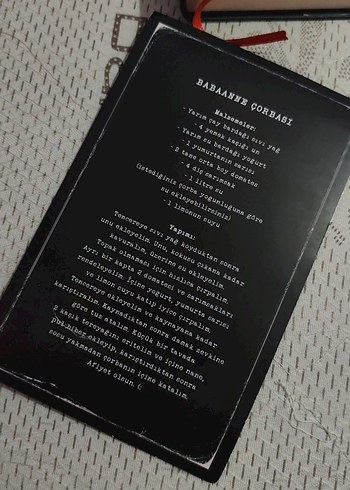 BABAANNE ÇORBASI
Malzemeler:
- Yarım çay bardağı sıvı yağ
- 4 yemek kaşığı un
- Yarım su bardağı yoğurt
- 1 yumurtanın sarısı
- 2 tane orta boy domates
- 4 diş sarımsak
- 1 litre su
(istediğiniz çorba yoğunluğuna göre
su ekleyebilirsiniz)
- 1 limonun suyu
Yapımı:
Tencereye sıvı yağ koyduktan sonra
unu ekleyelim. Unu, kokusu çıkana kadar
kavuralım, üzerine su ekleyelim.
Topak olmaması için hızlıca çırpalım.
Ayrı bir kapta 2 domatesi ve sarımsakları
rendeleyelim. İçine yoğurt, yumurta sarısı
ve limon suyu katıp iyice çırpalım.
Tencereye ekleyelim ve kaynayana kadar
karıştıralım. Kaynadıktan sonra damak zevkine
göre tuz atalım. Küçük bir tavada
2 kaşık tereyağını eritelim ve içine nane,
pul biber ekleyip, karıştırdıktan sonra
sosu yakmadan çorbanın içine katalım.
Afiyet olsun. (: